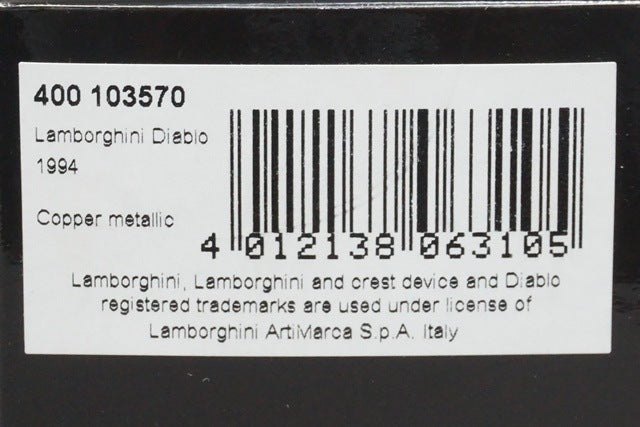 400 103570
Lamborghini Diablo
1994
Copper metallic
4 012138 063105
Lamborghini, Lamborghini and crest device and Diablo
registered trademarks are used under license of
Lamborghini ArtiMarca S.p.A. Italy